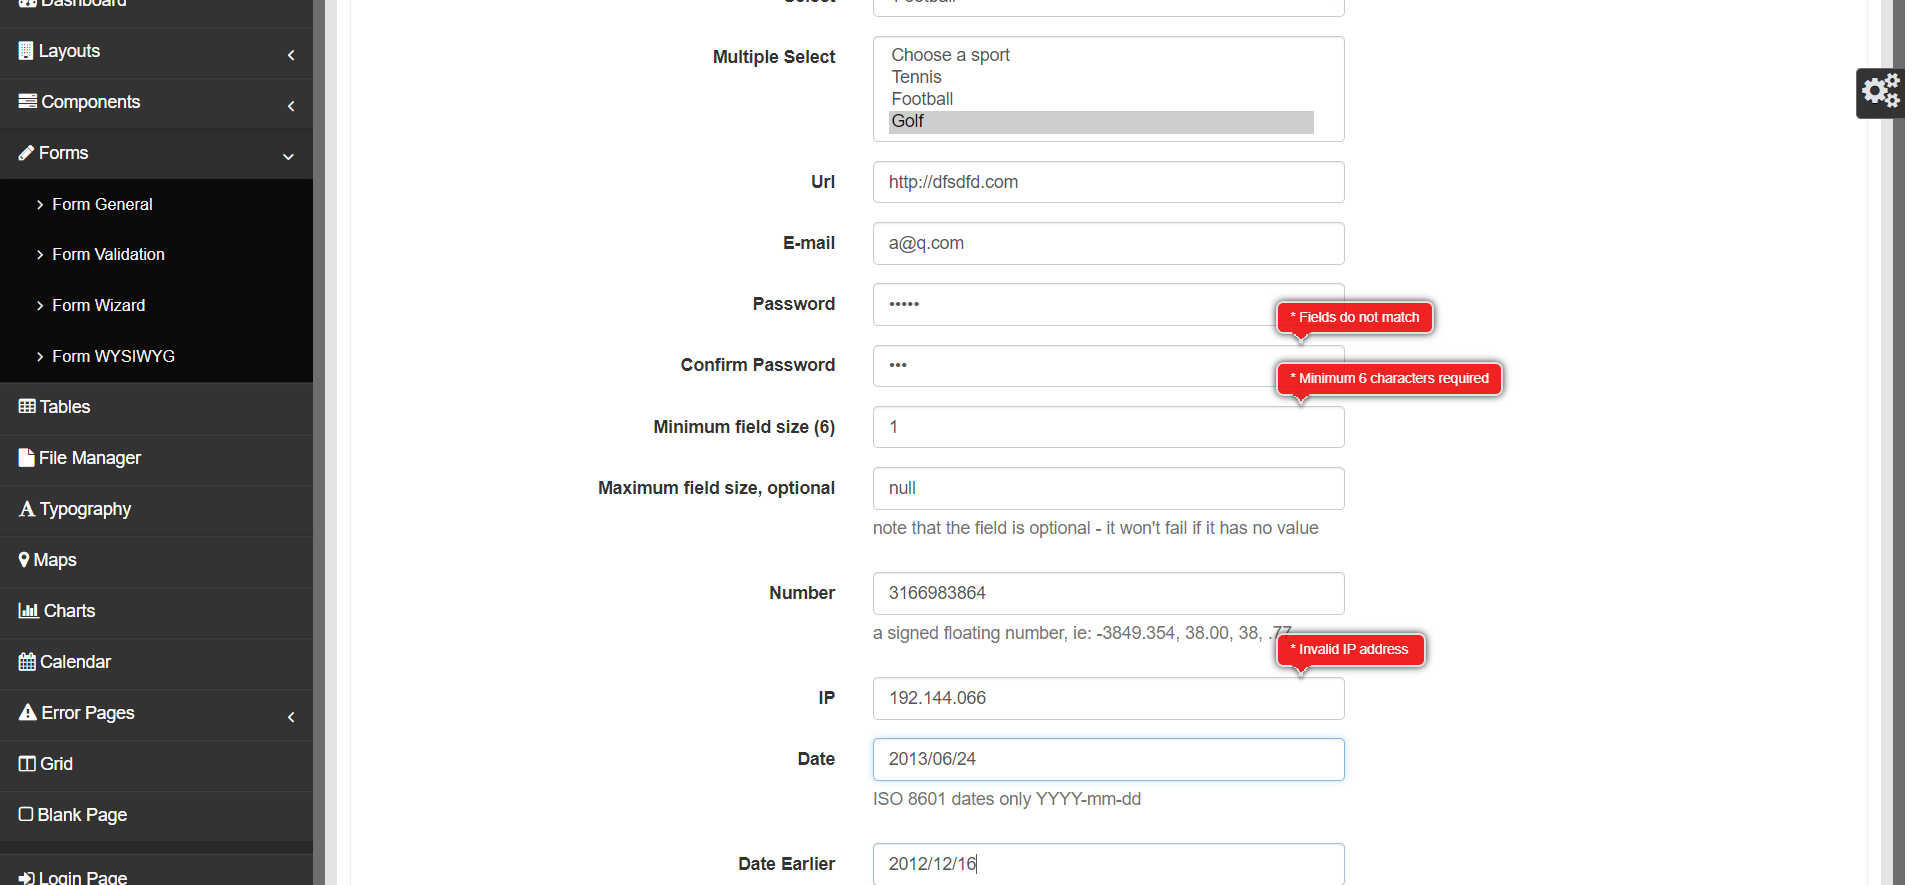 Dashboard
Layouts
Components
Forms
Form General
Form Validation
Form Wizard
Form WYSIWYG
Tables
File Manager
Typography
Maps
Charts
Calendar
Error Pages
Grid
Blank Page
Login Page
Select
Football
Multiple Select
Choose a sport
Tennis
Football
Golf
Url
http://dfsdfd.com
E-mail
a@q.com
Password
•••••
* Fields do not match
Confirm Password
•••
* Minimum 6 characters required
Minimum field size (6)
1
Maximum field size, optional
null
note that the field is optional - it won't fail if it has no value
Number
3166983864
a signed floating number, ie: -3849.354, 38.00, 38, .77
* Invalid IP address
IP
192.144.066
Date
2013/06/24
ISO 8601 dates only YYYY-mm-dd
Date Earlier
2012/12/16